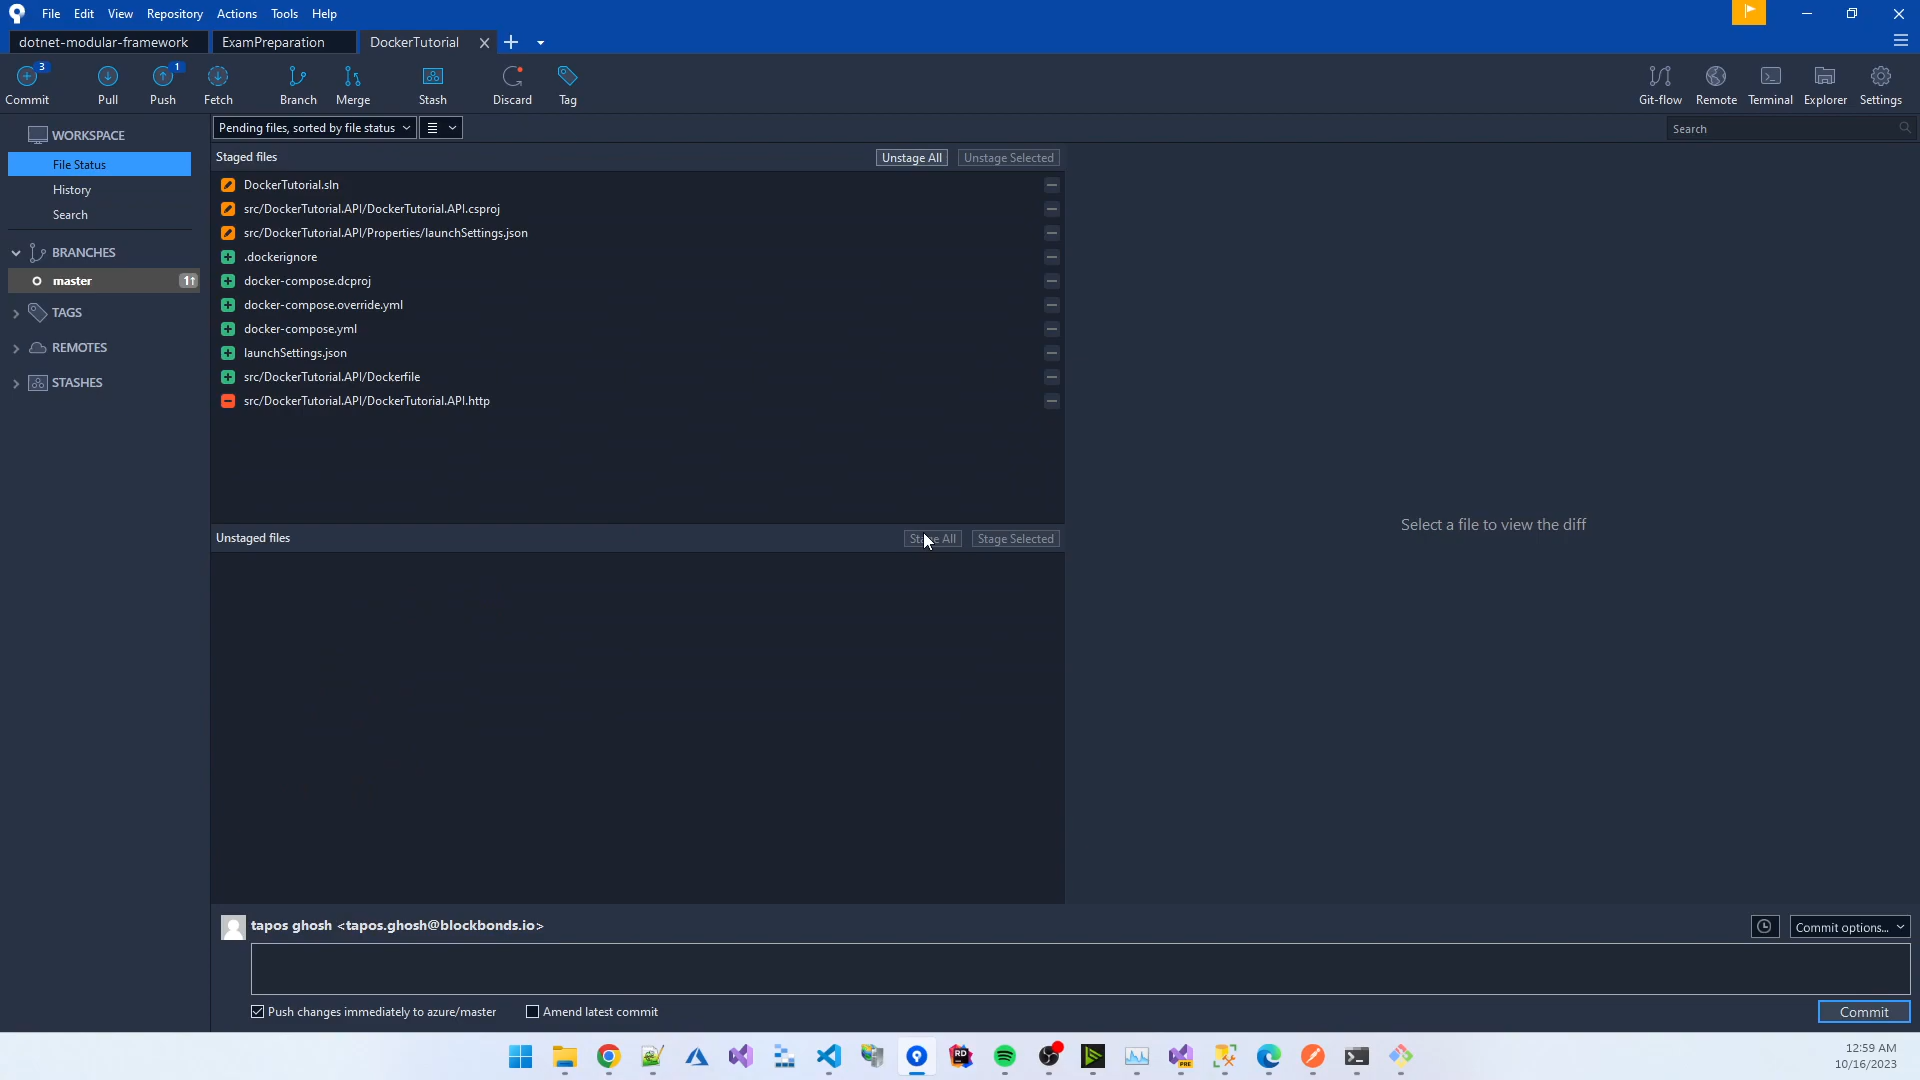 File Edit View Repository Actions Tools Help
dotnet-modular-framework ExamPreparation DockerTutorial
3 1
Commit Pull Push Fetch Branch Merge Stash Discard Tag Git-flow Remote Terminal Explorer Settings
WORKSPACE
File Status
History
Search
BRANCHES
master 1↑
TAGS
REMOTES
STASHES
Pending files, sorted by file status
Search
Staged files Unstage All Unstage Selected
DockerTutorial.sln
src/DockerTutorial.API/DockerTutorial.API.csproj
src/DockerTutorial.API/Properties/launchSettings.json
.dockerignore
docker-compose.dcproj
docker-compose.override.yml
docker-compose.yml
launchSettings.json
src/DockerTutorial.API/Dockerfile
src/DockerTutorial.API/DockerTutorial.API.http
Unstaged files Stage All Stage Selected
Select a file to view the diff
tapos ghosh <tapos.ghosh@blockbonds.io>
Commit options...
Push changes immediately to azure/master Amend latest commit
Commit
RD
PRE
12:59 AM
10/16/2023